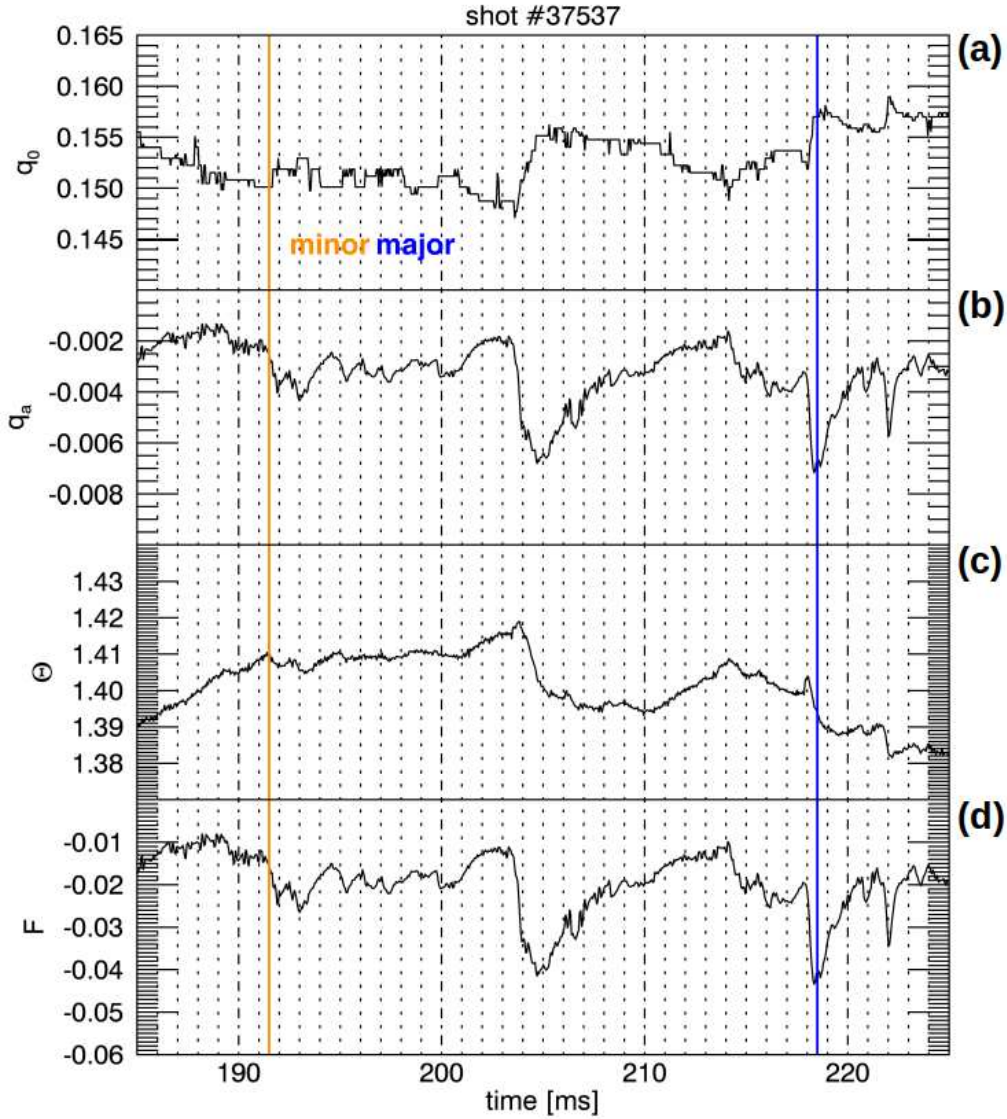 shot #37537
(a)
0.165
0.160
0.155
0.150
0.145
q₀
minor major
(b)
-0.002
-0.004
-0.006
-0.008
qₐ
(c)
1.43
1.42
1.41
1.40
1.39
1.38
Θ
(d)
-0.01
-0.02
-0.03
-0.04
-0.05
-0.06
F
190 200 210 220
time [ms]